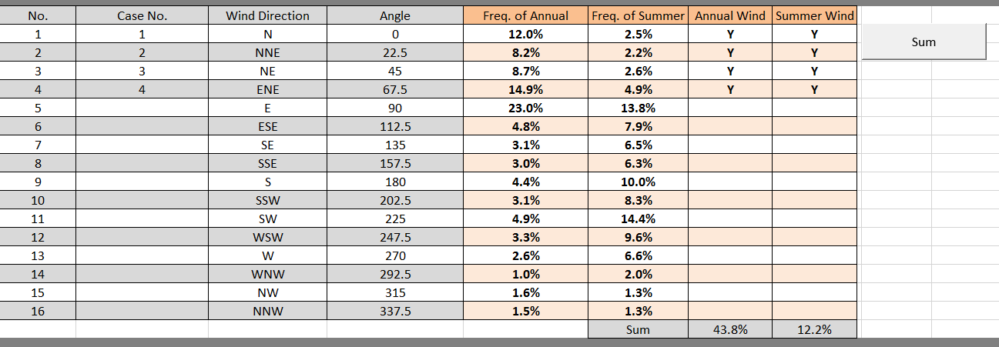 No. Case No. Wind Direction Angle Freq. of Annual Freq. of Summer Annual Wind Summer Wind
1 1 N 0 12.0% 2.5% Y Y
Sum
2 2 NNE 22.5 8.2% 2.2% Y Y
3 3 NE 45 8.7% 2.6% Y Y
4 4 ENE 67.5 14.9% 4.9% Y Y
5 E 90 23.0% 13.8%
6 ESE 112.5 4.8% 7.9%
7 SE 135 3.1% 6.5%
8 SSE 157.5 3.0% 6.3%
9 S 180 4.4% 10.0%
10 SSW 202.5 3.1% 8.3%
11 SW 225 4.9% 14.4%
12 WSW 247.5 3.3% 9.6%
13 W 270 2.6% 6.6%
14 WNW 292.5 1.0% 2.0%
15 NW 315 1.6% 1.3%
16 NNW 337.5 1.5% 1.3%
Sum 43.8% 12.2%